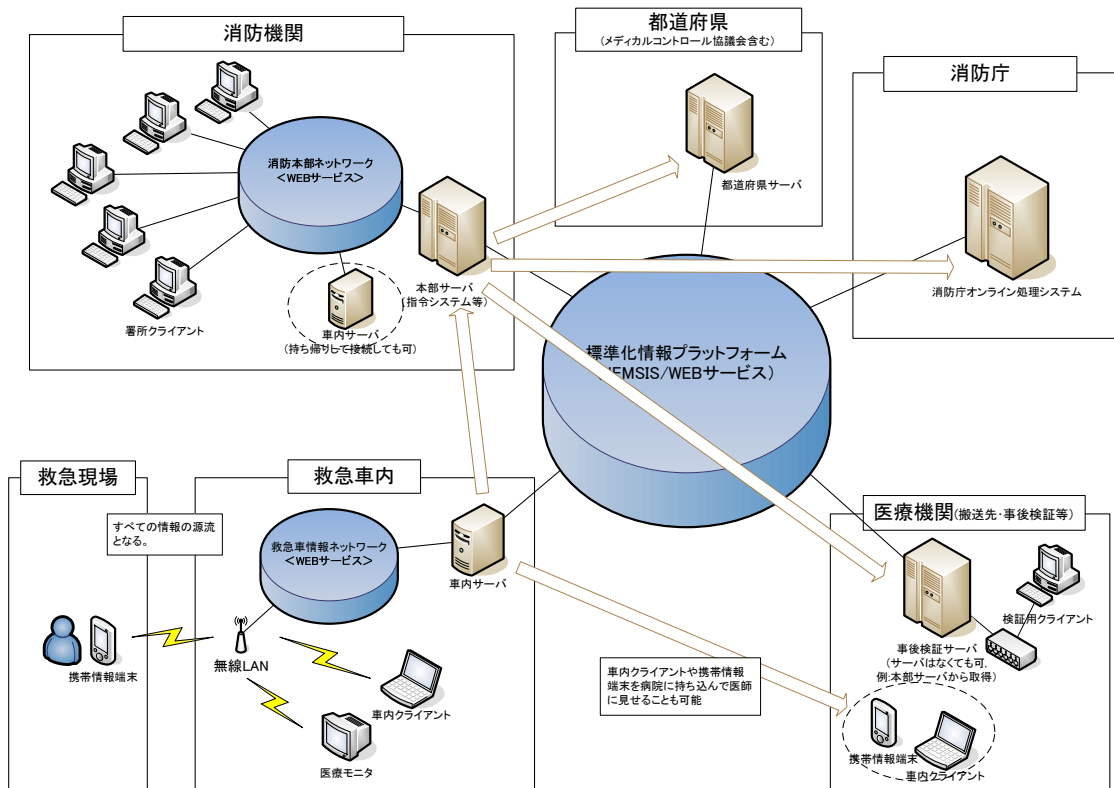 消防機関
消防本部ネットワーク
＜WEBサービス＞
署所クライアント
本部サーバ
(指令システム等)
車内サーバ
(持ち帰りして接続しても可)
都道府県
(メディカルコントロール協議会含む)
都道府県サーバ
消防庁
消防庁オンライン処理システム
標準化情報プラットフォーム
EMSIS/WEBサービス)
救急現場
すべての情報の源流
となる。
携帯情報端末
救急車内
救急車情報ネットワーク
＜WEBサービス＞
車内サーバ
無線LAN
車内クライアント
医療モニタ
車内クライアントや携帯情報
端末を病院に持ち込んで医師
に見せることも可能
医療機関(搬送先・事後検証等)
検証用クライアント
事後検証サーバ
(サーバはなくても可,
例:本部サーバから取得)
携帯情報端末
車内クライアント